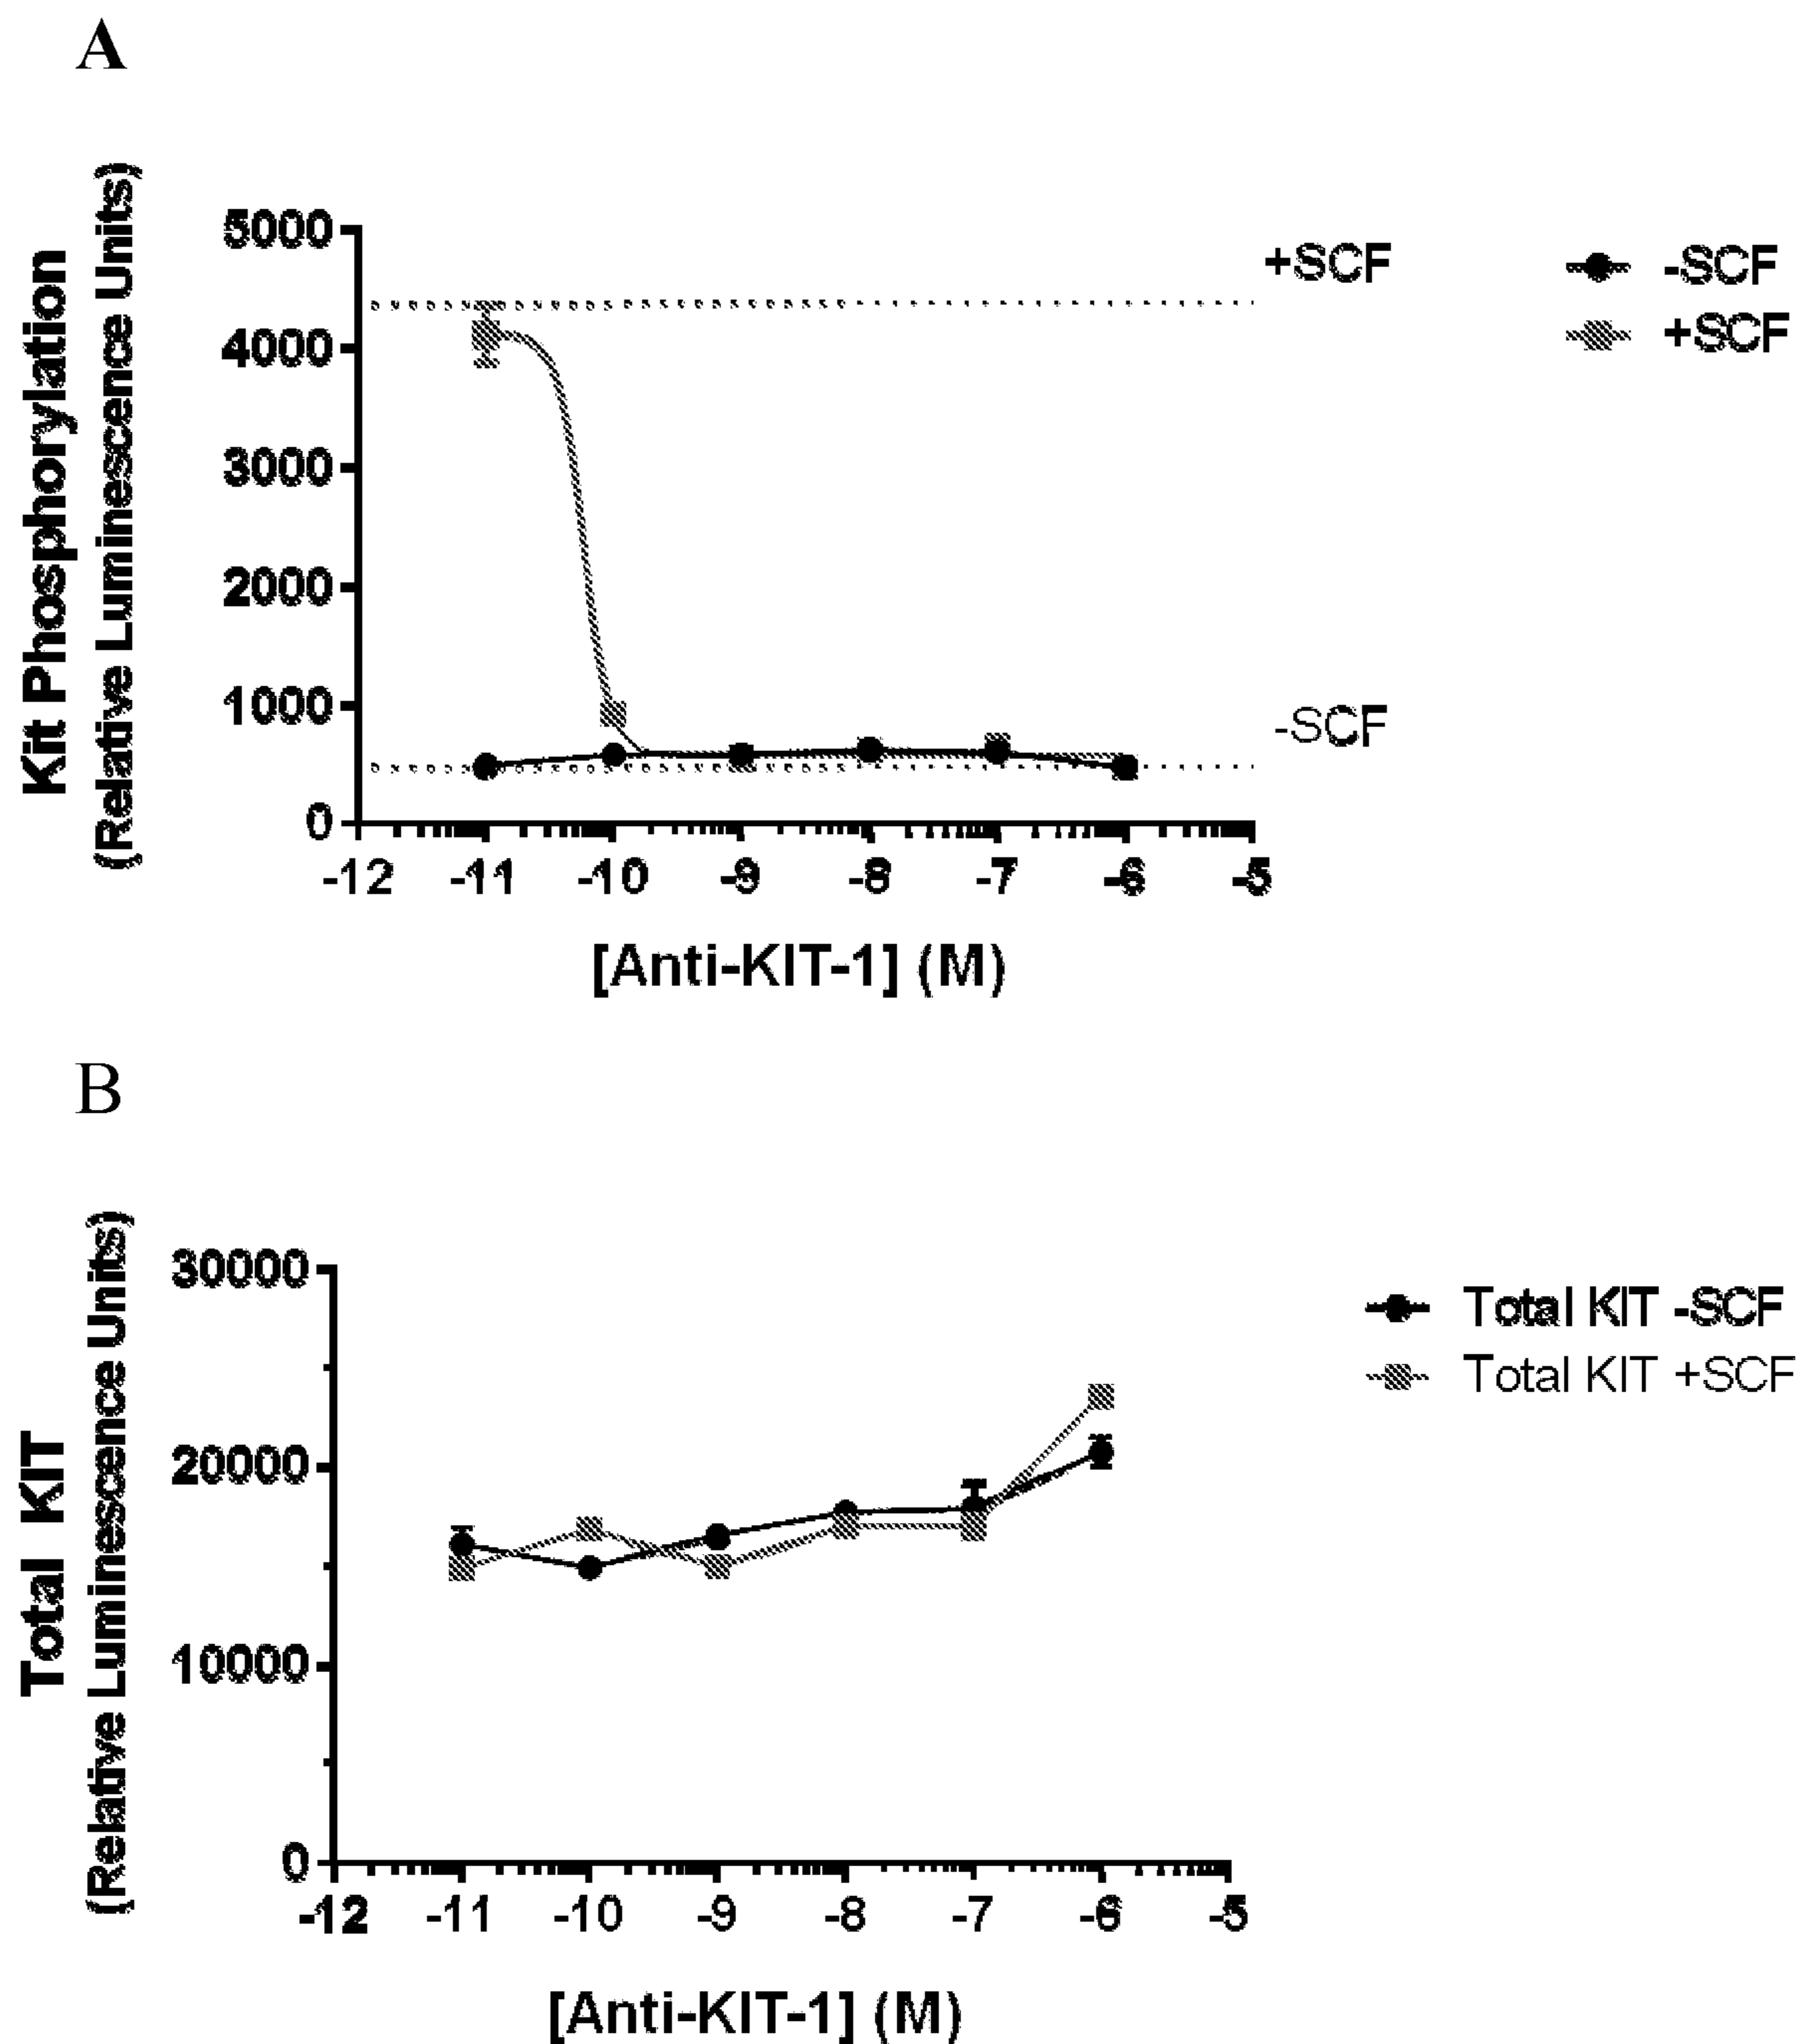 A
Kit Phosphorylation
(Relative Luminescence Units)
5000
4000
3000
2000
1000
0
+SCF
-SCF
-SCF
+SCF
-12 -11 -10 -9 -8 -7 -6 -5
[Anti-KIT-1] (M)
B
Total KIT
(Relative Luminescence Units)
30000
20000
10000
0
Total KIT -SCF
Total KIT +SCF
-12 -11 -10 -9 -8 -7 -6 -5
[Anti-KIT-1] (M)